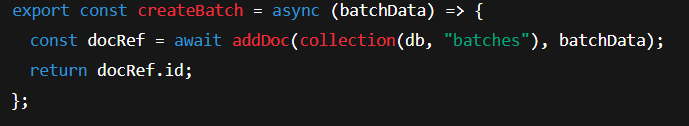 export const createBatch = async (batchData) => {
  const docRef = await addDoc(collection(db, "batches"), batchData);
  return docRef.id;
};